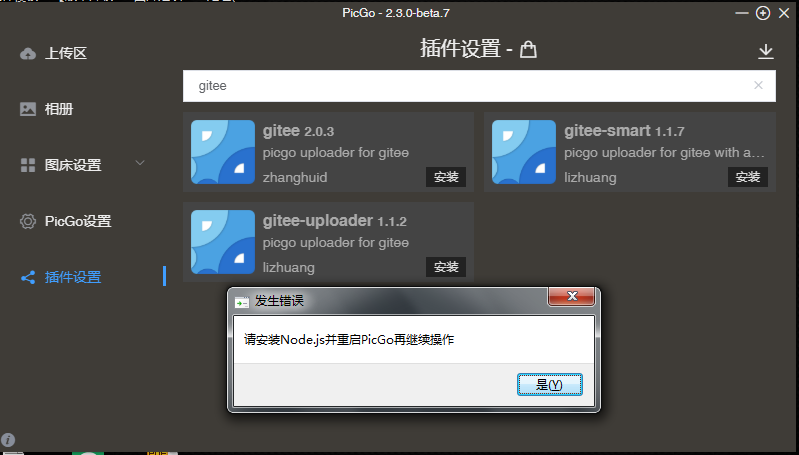 PicGo - 2.3.0-beta.7
上传区
相册
图床设置
PicGo设置
插件设置
插件设置 -
gitee
gitee 2.0.3
picgo uploader for gitee
zhanghuid
安装
gitee-smart 1.1.7
picgo uploader for gitee with a…
lizhuang
安装
gitee-uploader 1.1.2
picgo uploader for gitee
lizhuang
安装
发生错误
请安装Node.js并重启PicGo再继续操作
是(Y)